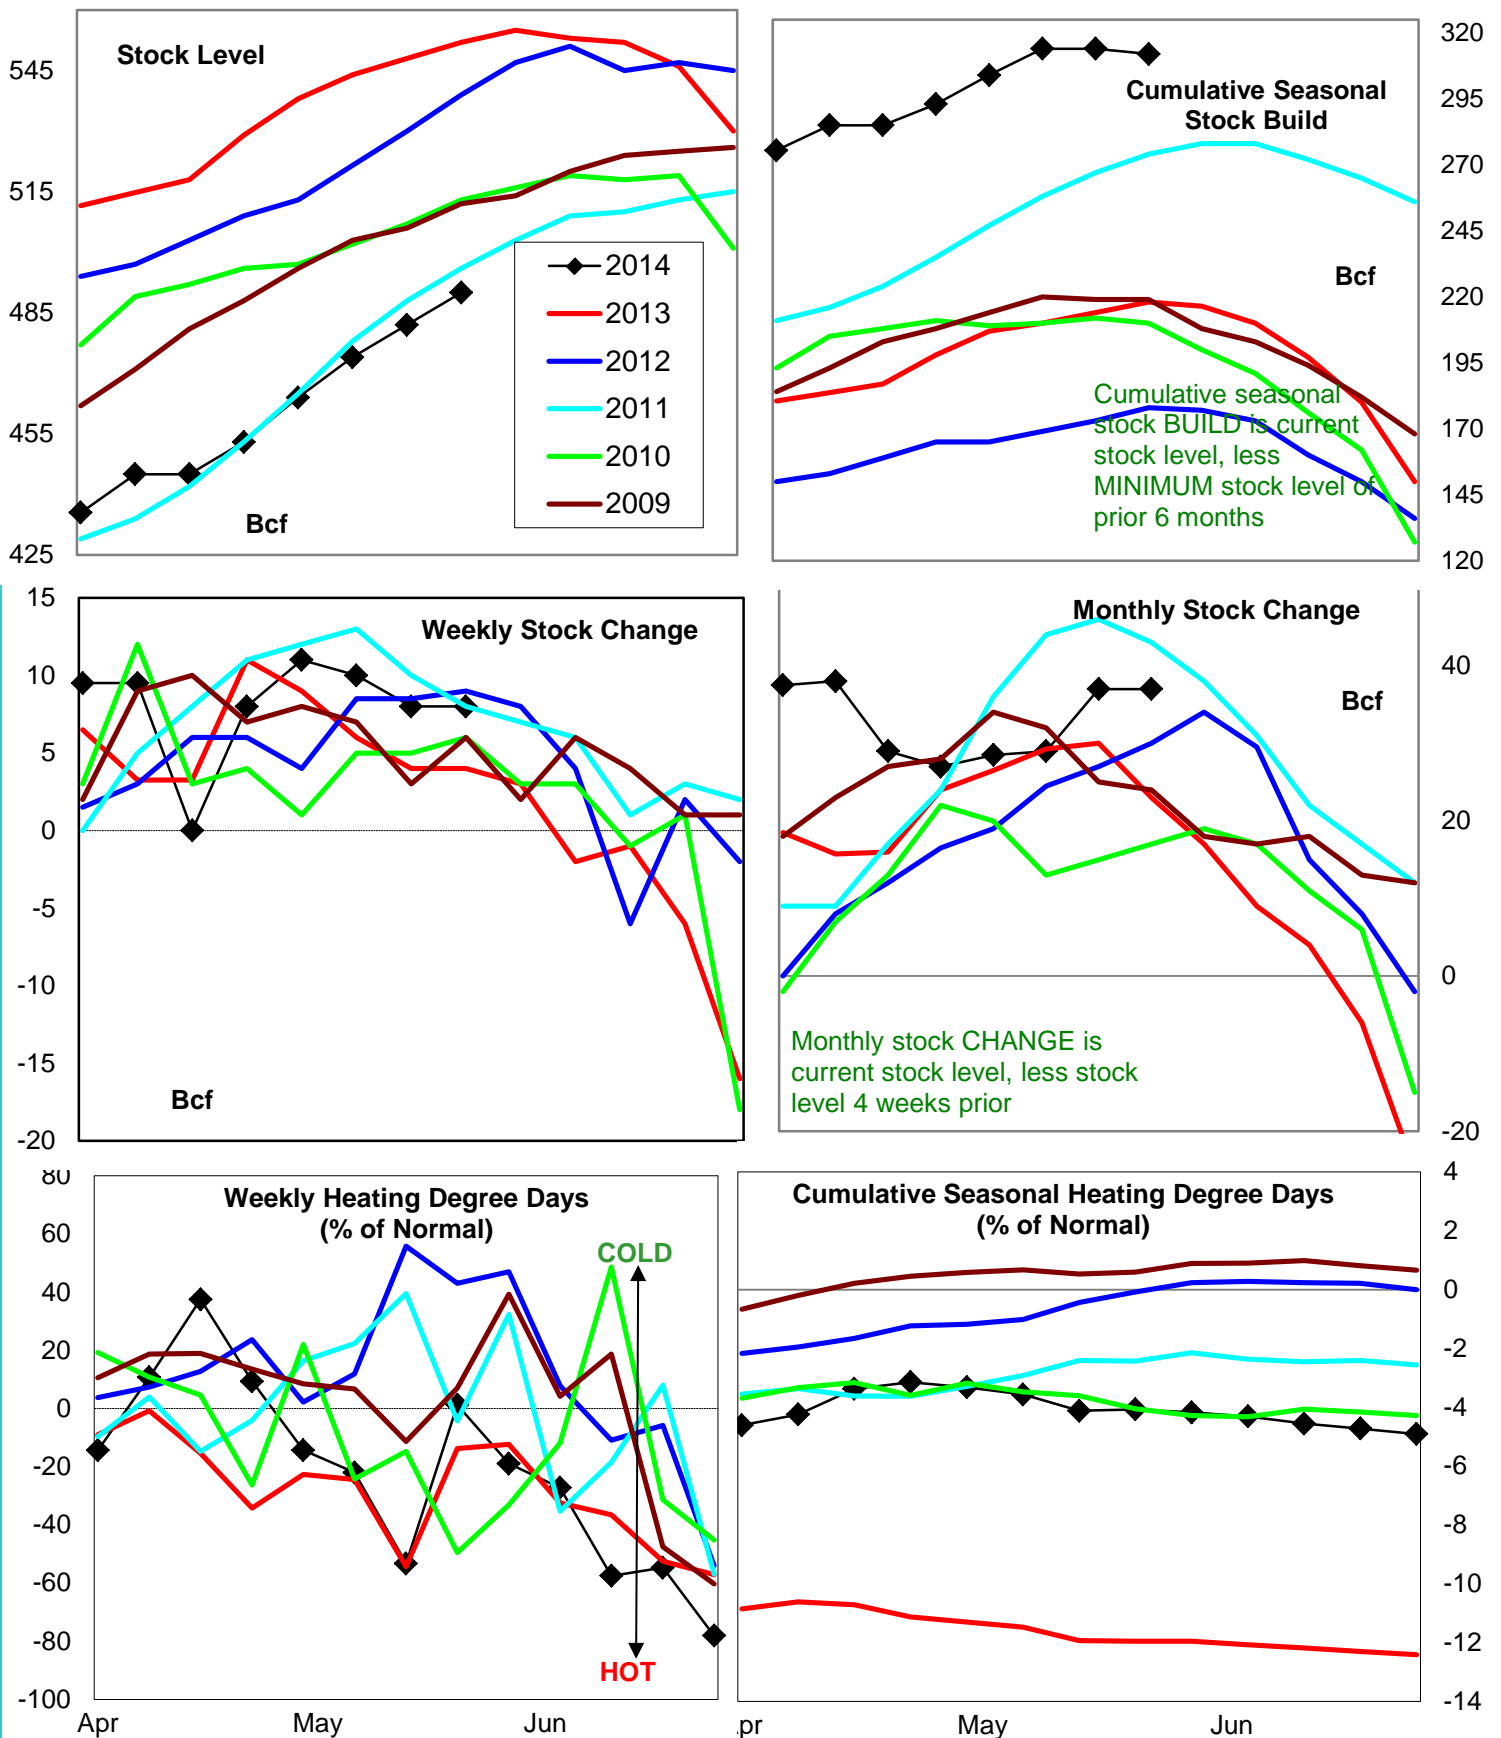 Stock Level
545
515
485
455
425
Bcf
2014
2013
2012
2011
2010
2009
Cumulative Seasonal
Stock Build
Bcf
320
295
270
245
220
195
170
145
120
Cumulative seasonal
stock BUILD is current
stock level, less
MINIMUM stock level of
prior 6 months
Weekly Stock Change
15
10
5
0
-5
-10
-15
-20
Bcf
Monthly Stock Change
Bcf
40
20
0
-20
Monthly stock CHANGE is
current stock level, less stock
level 4 weeks prior
Weekly Heating Degree Days
(% of Normal)
80
60
40
20
0
-20
-40
-60
-80
-100
COLD
HOT
Apr
May
Jun
Cumulative Seasonal Heating Degree Days
(% of Normal)
4
2
0
-2
-4
-6
-8
-10
-12
-14
pr
May
Jun